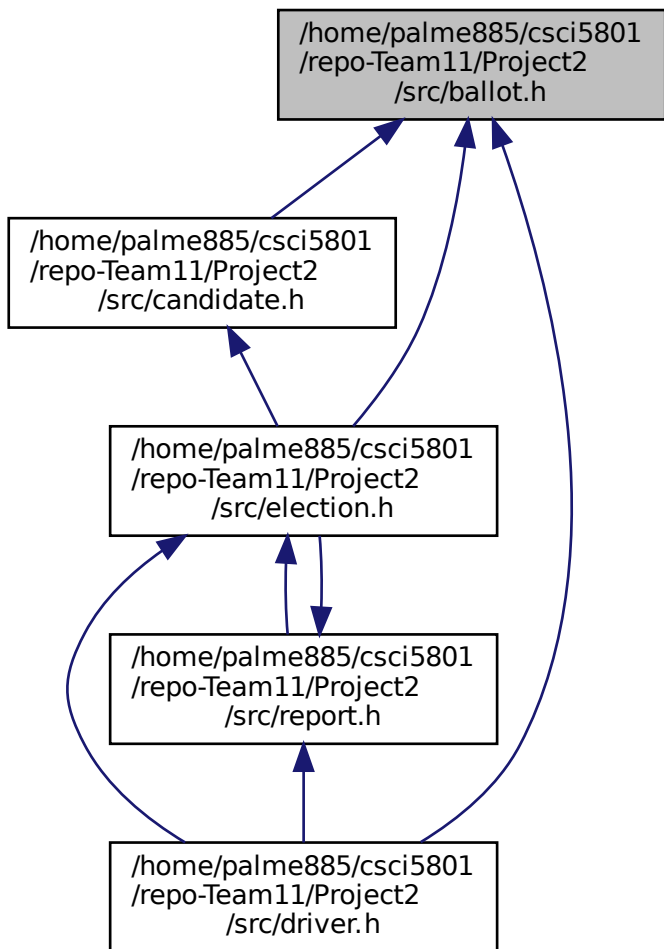 /home/palme885/csci5801
/repo-Team11/Project2
/src/ballot.h
/home/palme885/csci5801
/repo-Team11/Project2
/src/candidate.h
/home/palme885/csci5801
/repo-Team11/Project2
/src/election.h
/home/palme885/csci5801
/repo-Team11/Project2
/src/report.h
/home/palme885/csci5801
/repo-Team11/Project2
/src/driver.h